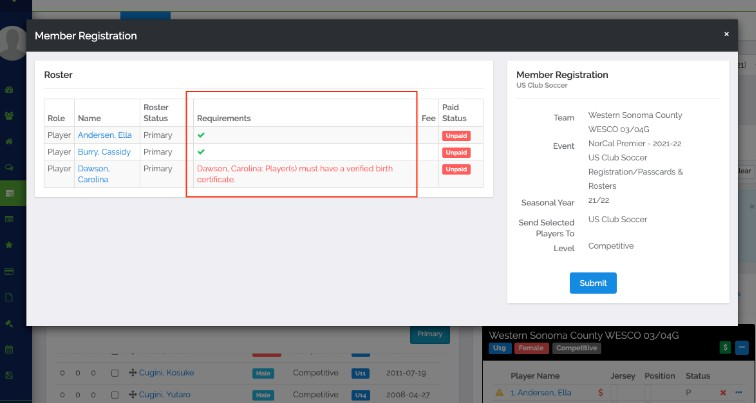 Member Registration
×
Roster
Role Name Roster Status Requirements Fee Paid Status
Player Andersen, Ella Primary Unpaid
Player Burry, Cassidy Primary Unpaid
Player Dawson, Carolina Primary Dawson, Carolina: Player(s) must have a verified birth certificate. Unpaid
Member Registration
US Club Soccer
Team Western Sonoma County WESCO 03/04G
Event NorCal Premier - 2021-22 US Club Soccer Registration/Passcards & Rosters
Seasonal Year 21/22
Send Selected Players To US Club Soccer
Level Competitive
Submit
21)
lear
Primary
0 0 0 Cugini, Kosuke Male Competitive U11 2011-07-19
0 0 0 Cugini, Yutaro Male Competitive U14 2008-04-27
Western Sonoma County WESCO 03/04G
U19 Female Competitive $
Player Name Jersey Position Status
1. Andersen, Ella $ P